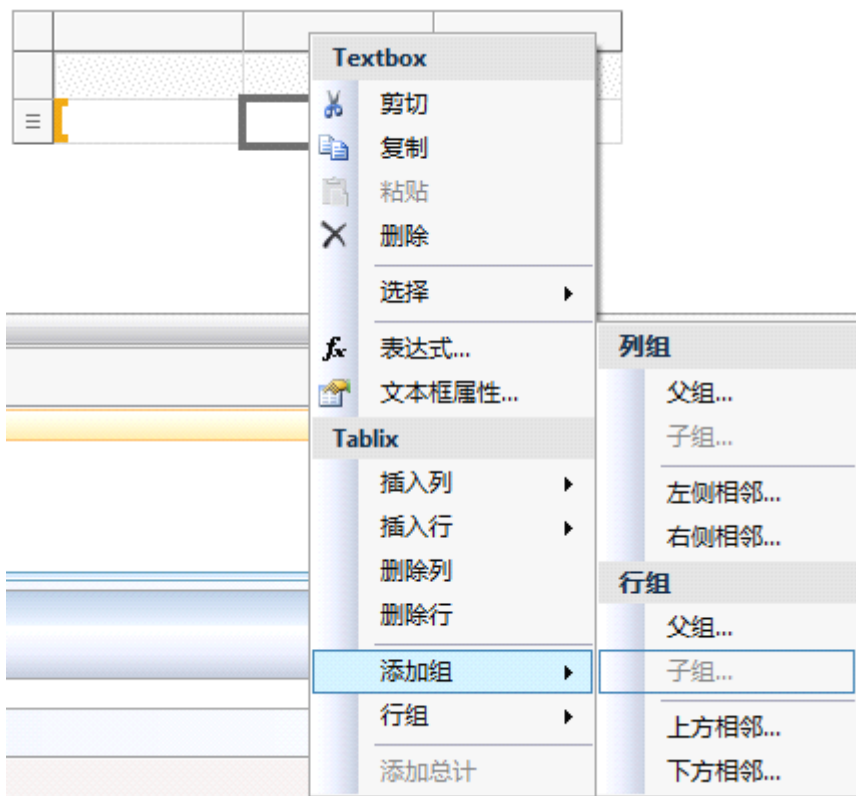 Textbox
剪切
复制
粘贴
删除
选择
fx 表达式...
文本框属性...
Tablix
插入列
插入行
删除列
删除行
添加组
行组
添加总计
列组
父组...
子组...
左侧相邻...
右侧相邻...
行组
父组...
子组...
上方相邻...
下方相邻...